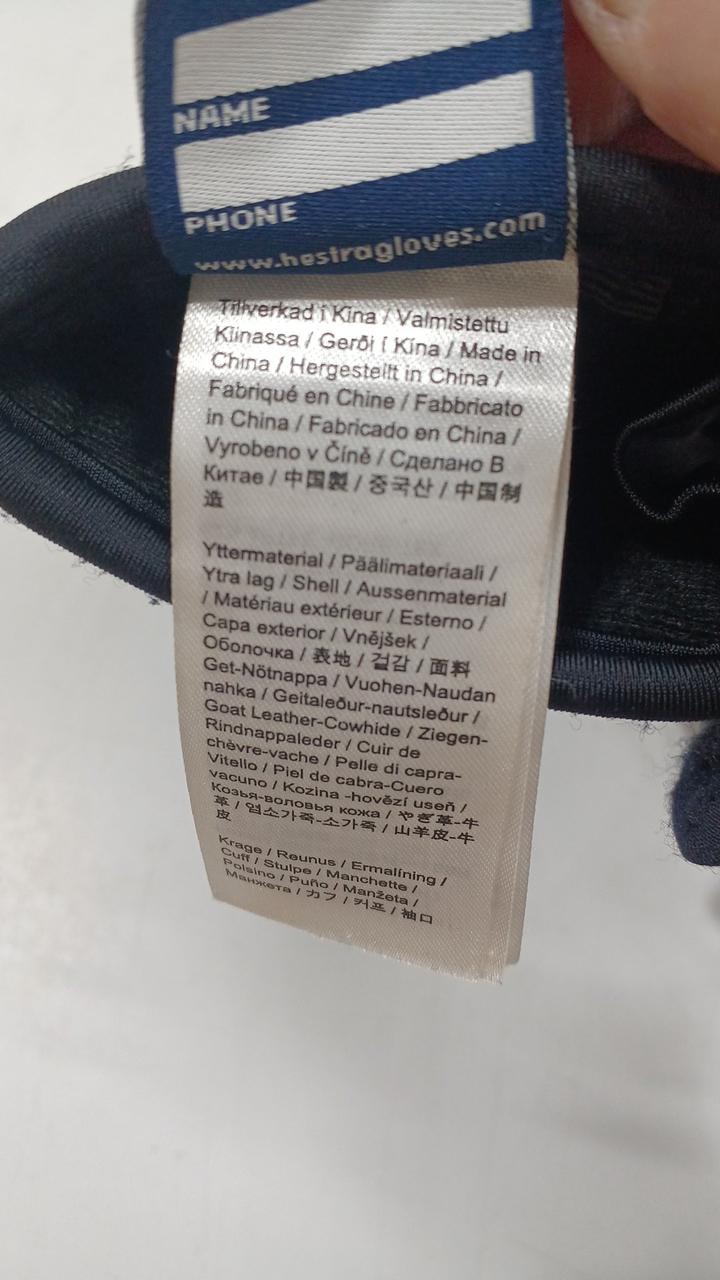 NAME
PHONE
www.hestragloves.com
Tillverkad i Kina / Valmistettu
Kiinassa / Gerði í Kína / Made in
China / Hergestellt in China /
Fabriqué en Chine / Fabbricato
in China / Fabricado en China /
Vyrobeno v Číně / Сделано В
Китае / 中国製 / 중국산 / 中国制
造
Yttermaterial / Päälimateriaali /
Ytra lag / Shell / Aussenmaterial
/ Matériau extérieur / Esterno /
Capa exterior / Vnějšek /
Оболочка / 表地 / 겉감 / 面料
Get-Nötnappa / Vuohen-Naudan
nahka / Geitaleður-nautsleður /
Goat Leather-Cowhide / Ziegen-
Rindnappaleder / Cuir de
chèvre-vache / Pelle di capra-
Vitello / Piel de cabra-Cuero
vacuno / Kozina -hovězí useň /
Козья-воловья кожа / やぎ革-牛
革 / 염소가죽-소가죽 / 山羊皮-牛
皮
Krage / Reunus / Ermalíning /
Cuff / Stulpe / Manchette /
Polsino / Puño / Manžeta /
Манжета / カフ / 커프 / 袖口